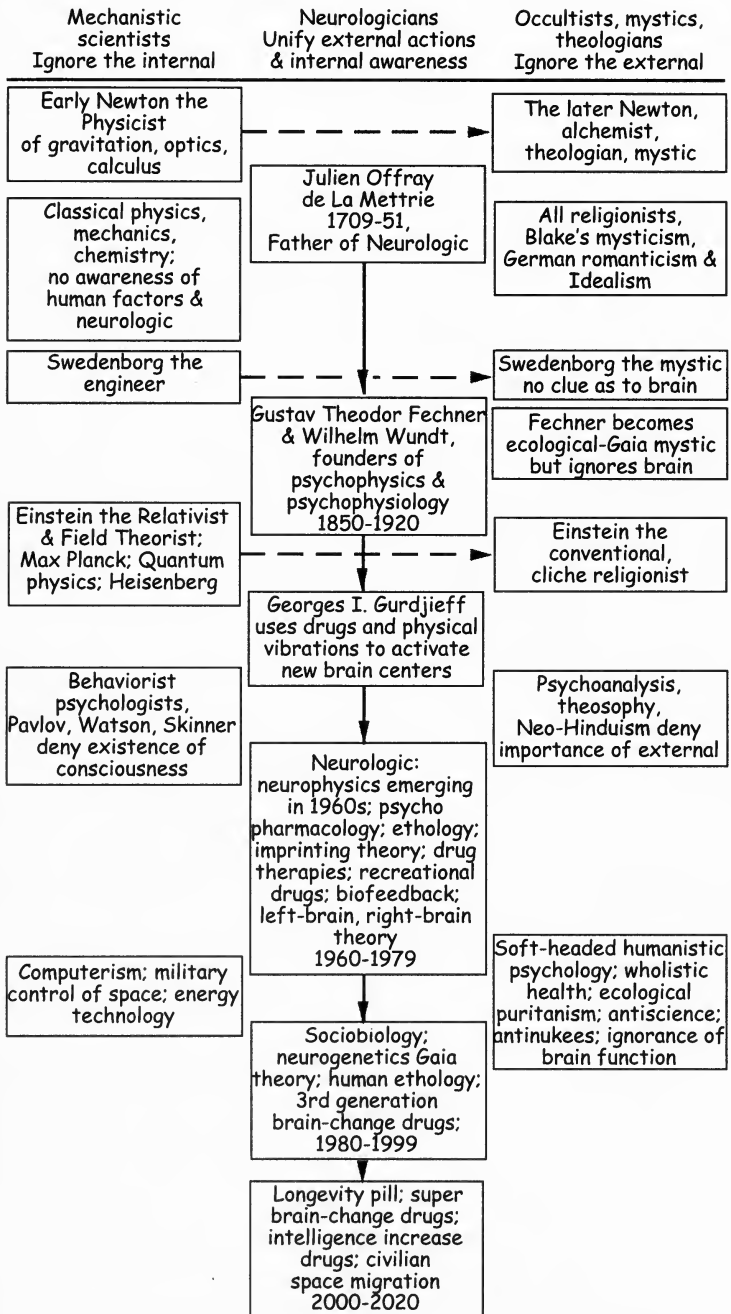 Mechanistic
scientists
Ignore the internal
Neurologicians
Unify external actions
& internal awareness
Occultists, mystics,
theologians
Ignore the external
Early Newton the
Physicist
of gravitation, optics,
calculus
The later Newton,
alchemist,
theologian, mystic
Julien Offray
de La Mettrie
1709-51,
Father of Neurologic
Classical physics,
mechanics,
chemistry;
no awareness of
human factors &
neurologic
All religionists,
Blake's mysticism,
German romanticism &
Idealism
Swedenborg the
engineer
Swedenborg the mystic
no clue as to brain
Gustav Theodor Fechner
& Wilhelm Wundt,
founders of
psychophysics &
psychophysiology
1850-1920
Fechner becomes
ecological-Gaia mystic
but ignores brain
Einstein the Relativist
& Field Theorist;
Max Planck; Quantum
physics; Heisenberg
Einstein the
conventional,
cliche religionist
Georges I. Gurdjieff
uses drugs and physical
vibrations to activate
new brain centers
Behaviorist
psychologists,
Pavlov, Watson, Skinner
deny existence of
consciousness
Psychoanalysis,
theosophy,
Neo-Hinduism deny
importance of external
Neurologic:
neurophysics emerging
in 1960s; psycho
pharmacology; ethology;
imprinting theory; drug
therapies; recreational
drugs; biofeedback;
left-brain, right-brain
theory
1960-1979
Computerism; military
control of space; energy
technology
Soft-headed humanistic
psychology; wholistic
health; ecological
puritanism; antiscience;
antinukees; ignorance of
brain function
Sociobiology;
neurogenetics Gaia
theory; human ethology;
3rd generation
brain-change drugs;
1980-1999
Longevity pill; super
brain-change drugs;
intelligence increase
drugs; civilian
space migration
2000-2020